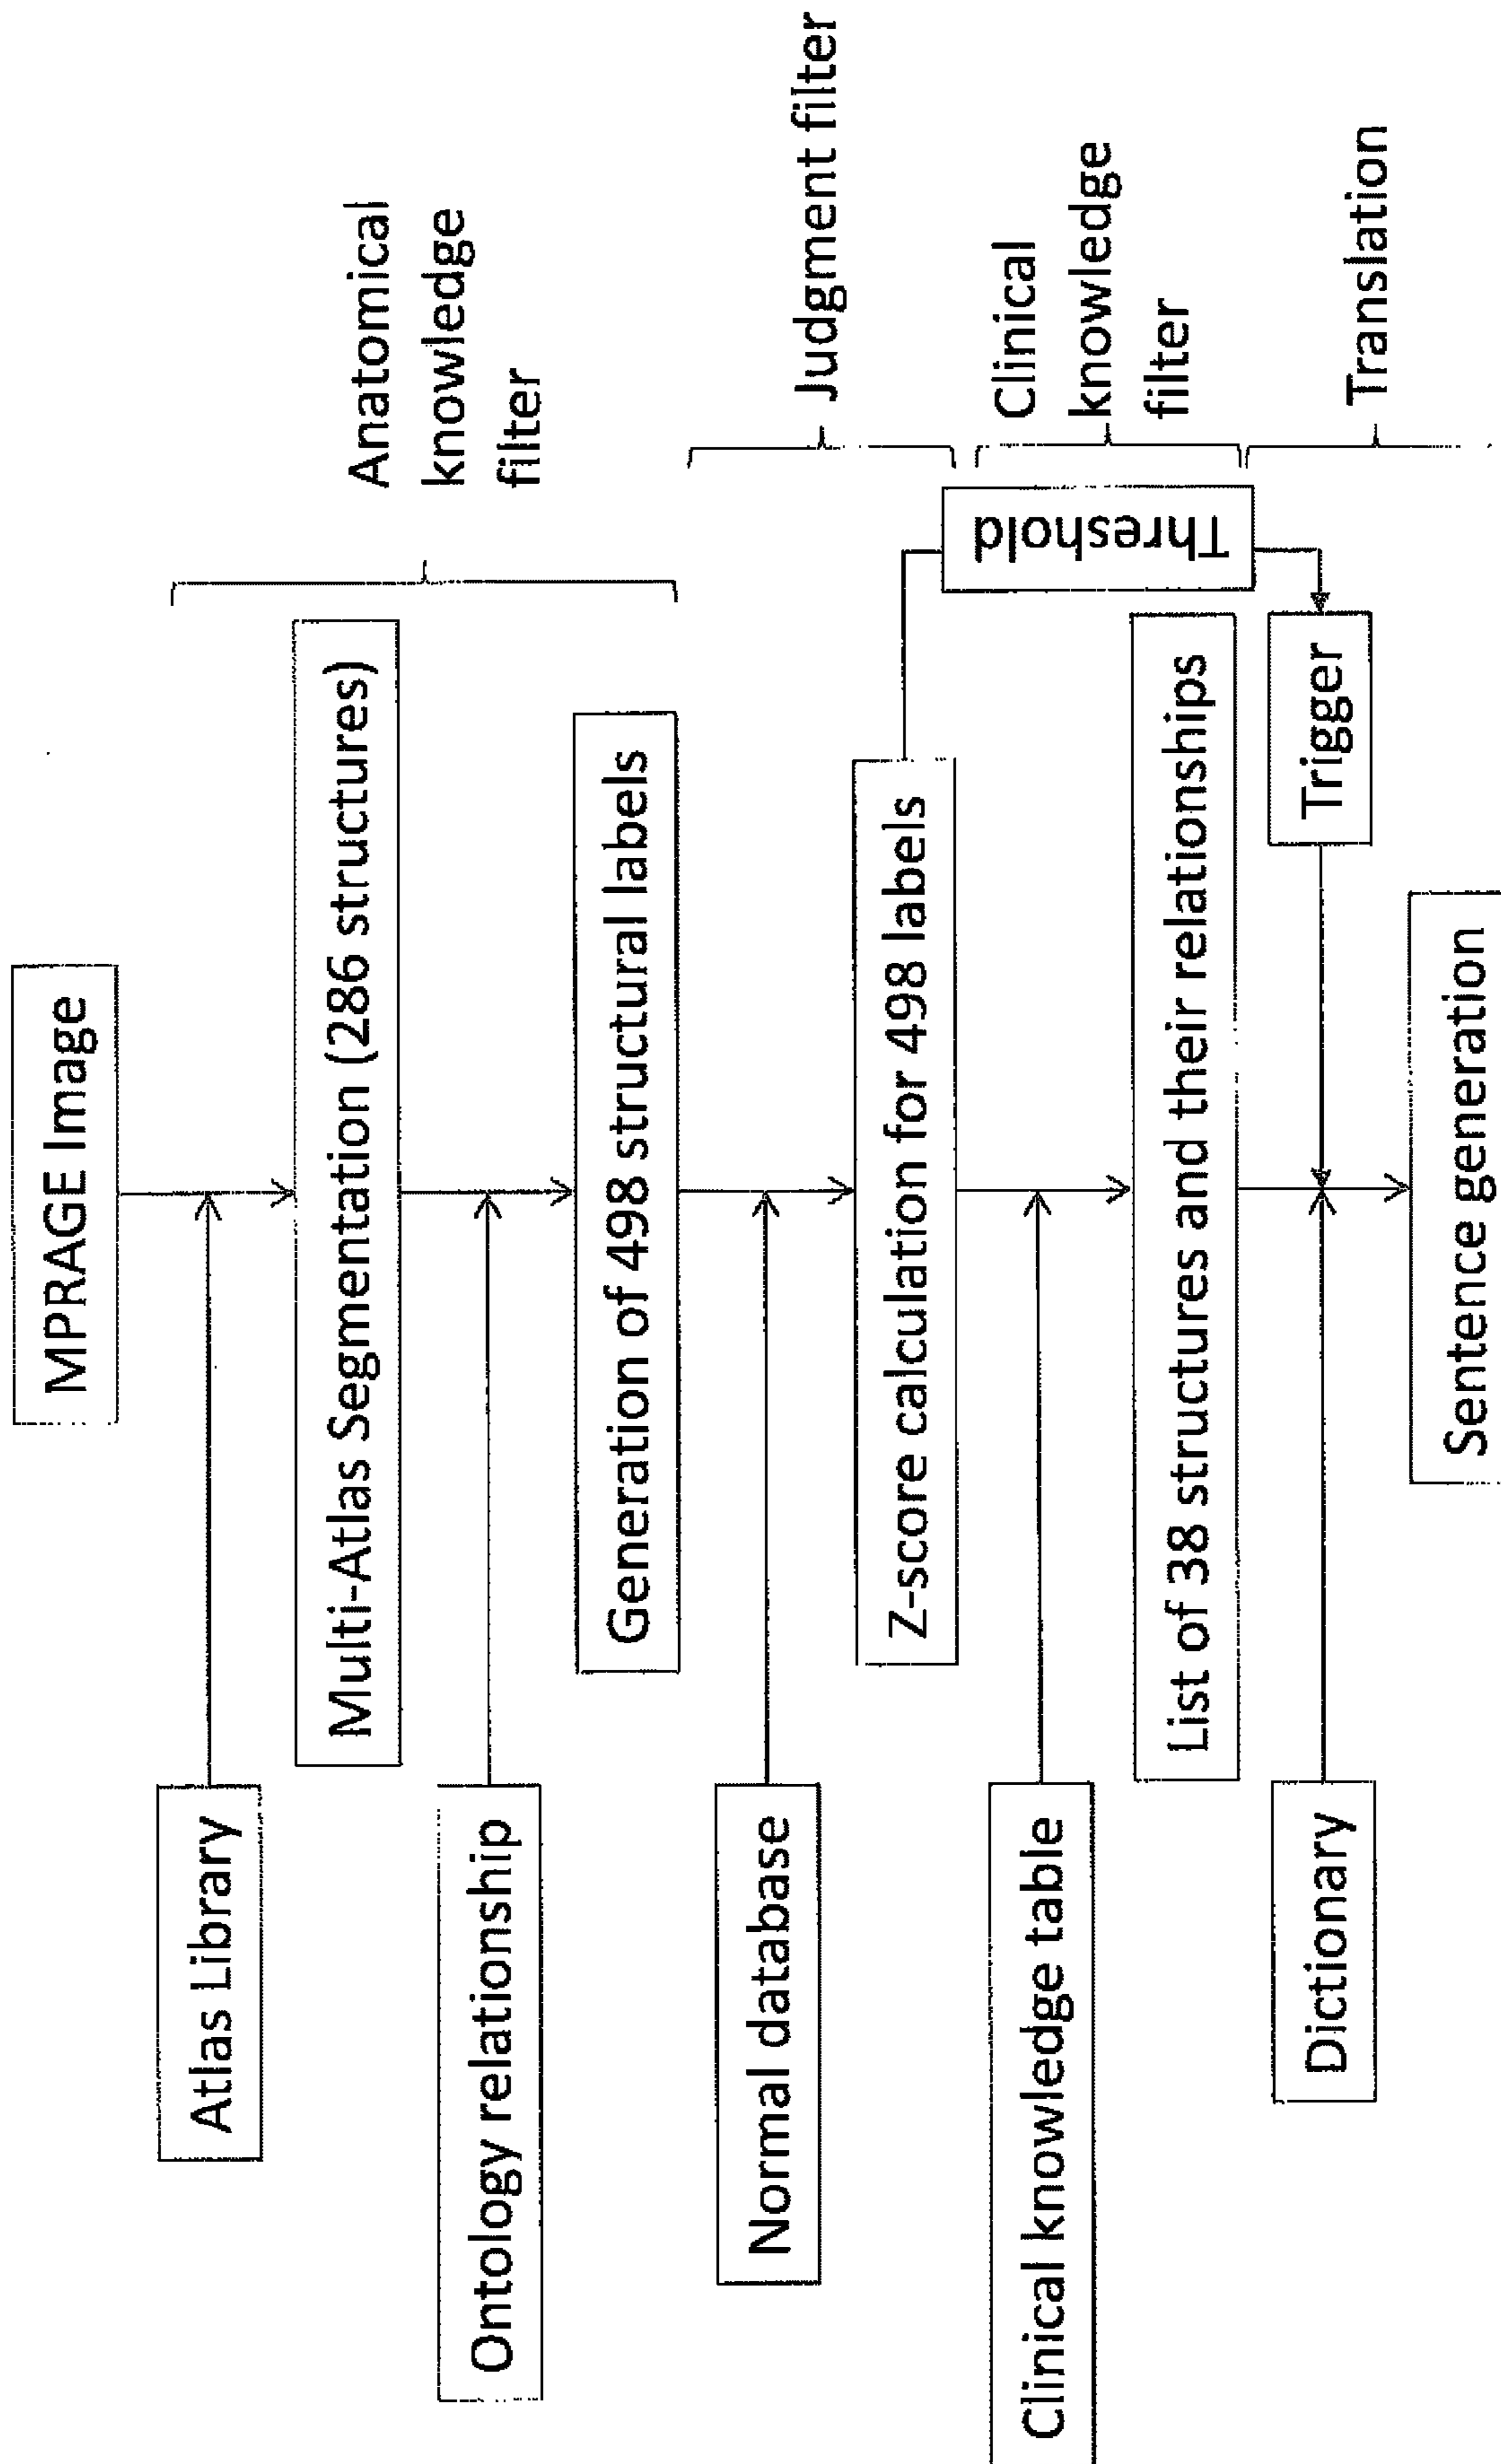 MPRAGE Image
Atlas Library
Multi-Atlas Segmentation (286 structures)
Anatomical
knowledge
filter
Ontology relationship
Generation of 498 structural labels
Normal database
Judgment filter
Z-score calculation for 498 labels
Threshold
Clinical knowledge table
Clinical
knowledge
filter
List of 38 structures and their relationships
Dictionary
Trigger
Translation
Sentence generation